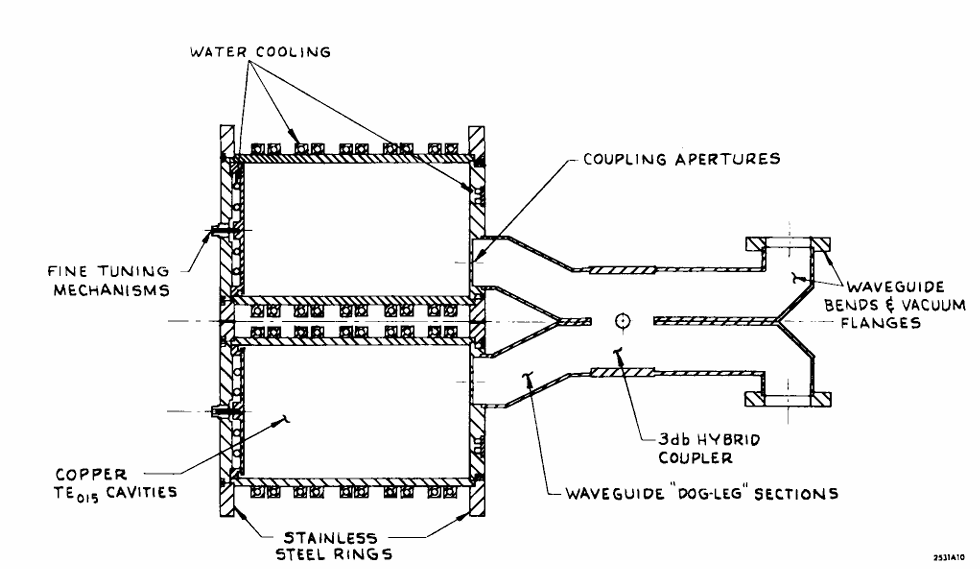 WATER COOLING
COUPLING APERTURES
FINE TUNING
MECHANISMS
WAVEGUIDE
BENDS & VACUUM
FLANGES
3db HYBRID
COUPLER
COPPER
TE₀₁₅ CAVITIES
WAVEGUIDE "DOG-LEG" SECTIONS
STAINLESS
STEEL RINGS
2531A10